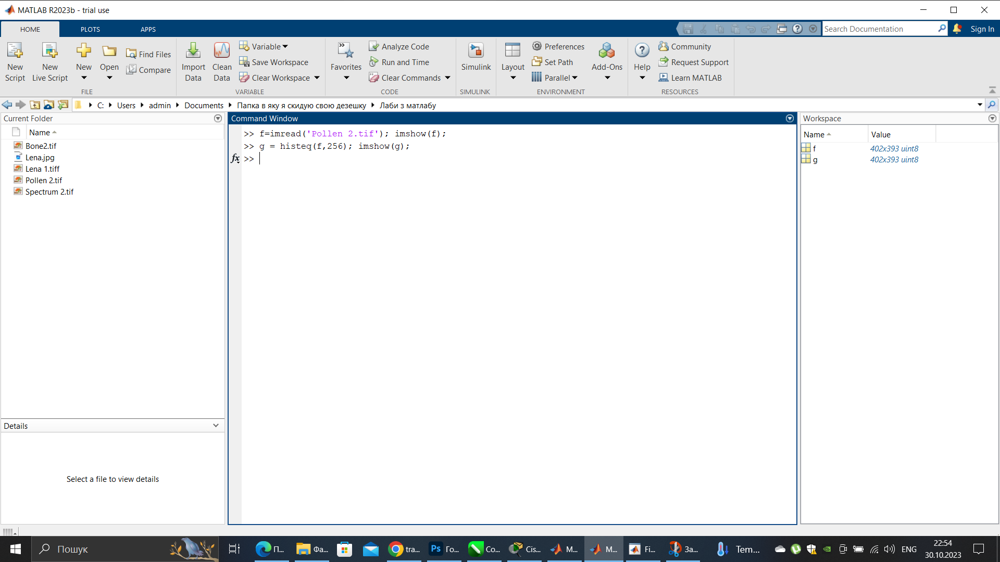 MATLAB R2023b - trial use
HOME PLOTS APPS
Search Documentation
Sign In
New Script
New Live Script
New
Open
Find Files
Compare
FILE
Import Data
Clean Data
Variable
Save Workspace
Clear Workspace
VARIABLE
Favorites
Analyze Code
Run and Time
Clear Commands
CODE
Simulink
SIMULINK
Layout
Preferences
Set Path
Parallel
Add-Ons
ENVIRONMENT
Help
Community
Request Support
Learn MATLAB
RESOURCES
C: Users admin Documents Папка в яку я скидую свою дезешку Лаби з матлабу
Current Folder
Name
Bone2.tif
Lena.jpg
Lena 1.tiff
Pollen 2.tif
Spectrum 2.tif
Details
Select a file to view details
Command Window
>> f=imread('Pollen 2.tif'); imshow(f);
>> g = histeq(f,256); imshow(g);
fx >>
Workspace
Name Value
f 402x393 uint8
g 402x393 uint8
Пошук
П...
Фа...
tra...
Ps Го...
Co...
Cis...
M...
M...
Fi...
За...
Tem...
ENG
22:54
30.10.2023